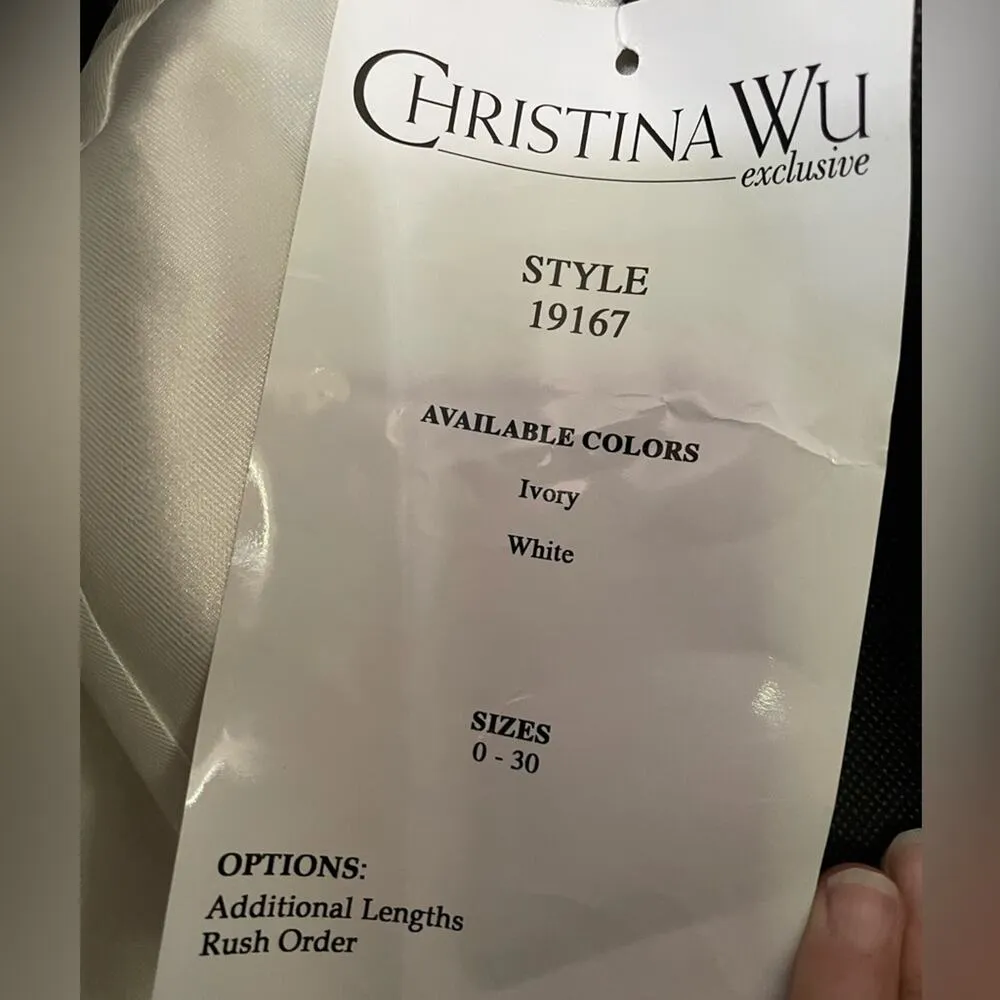 CHRISTINA WU
exclusive
STYLE
19167
AVAILABLE COLORS
Ivory
White
SIZES
0 - 30
OPTIONS:
Additional Lengths
Rush Order